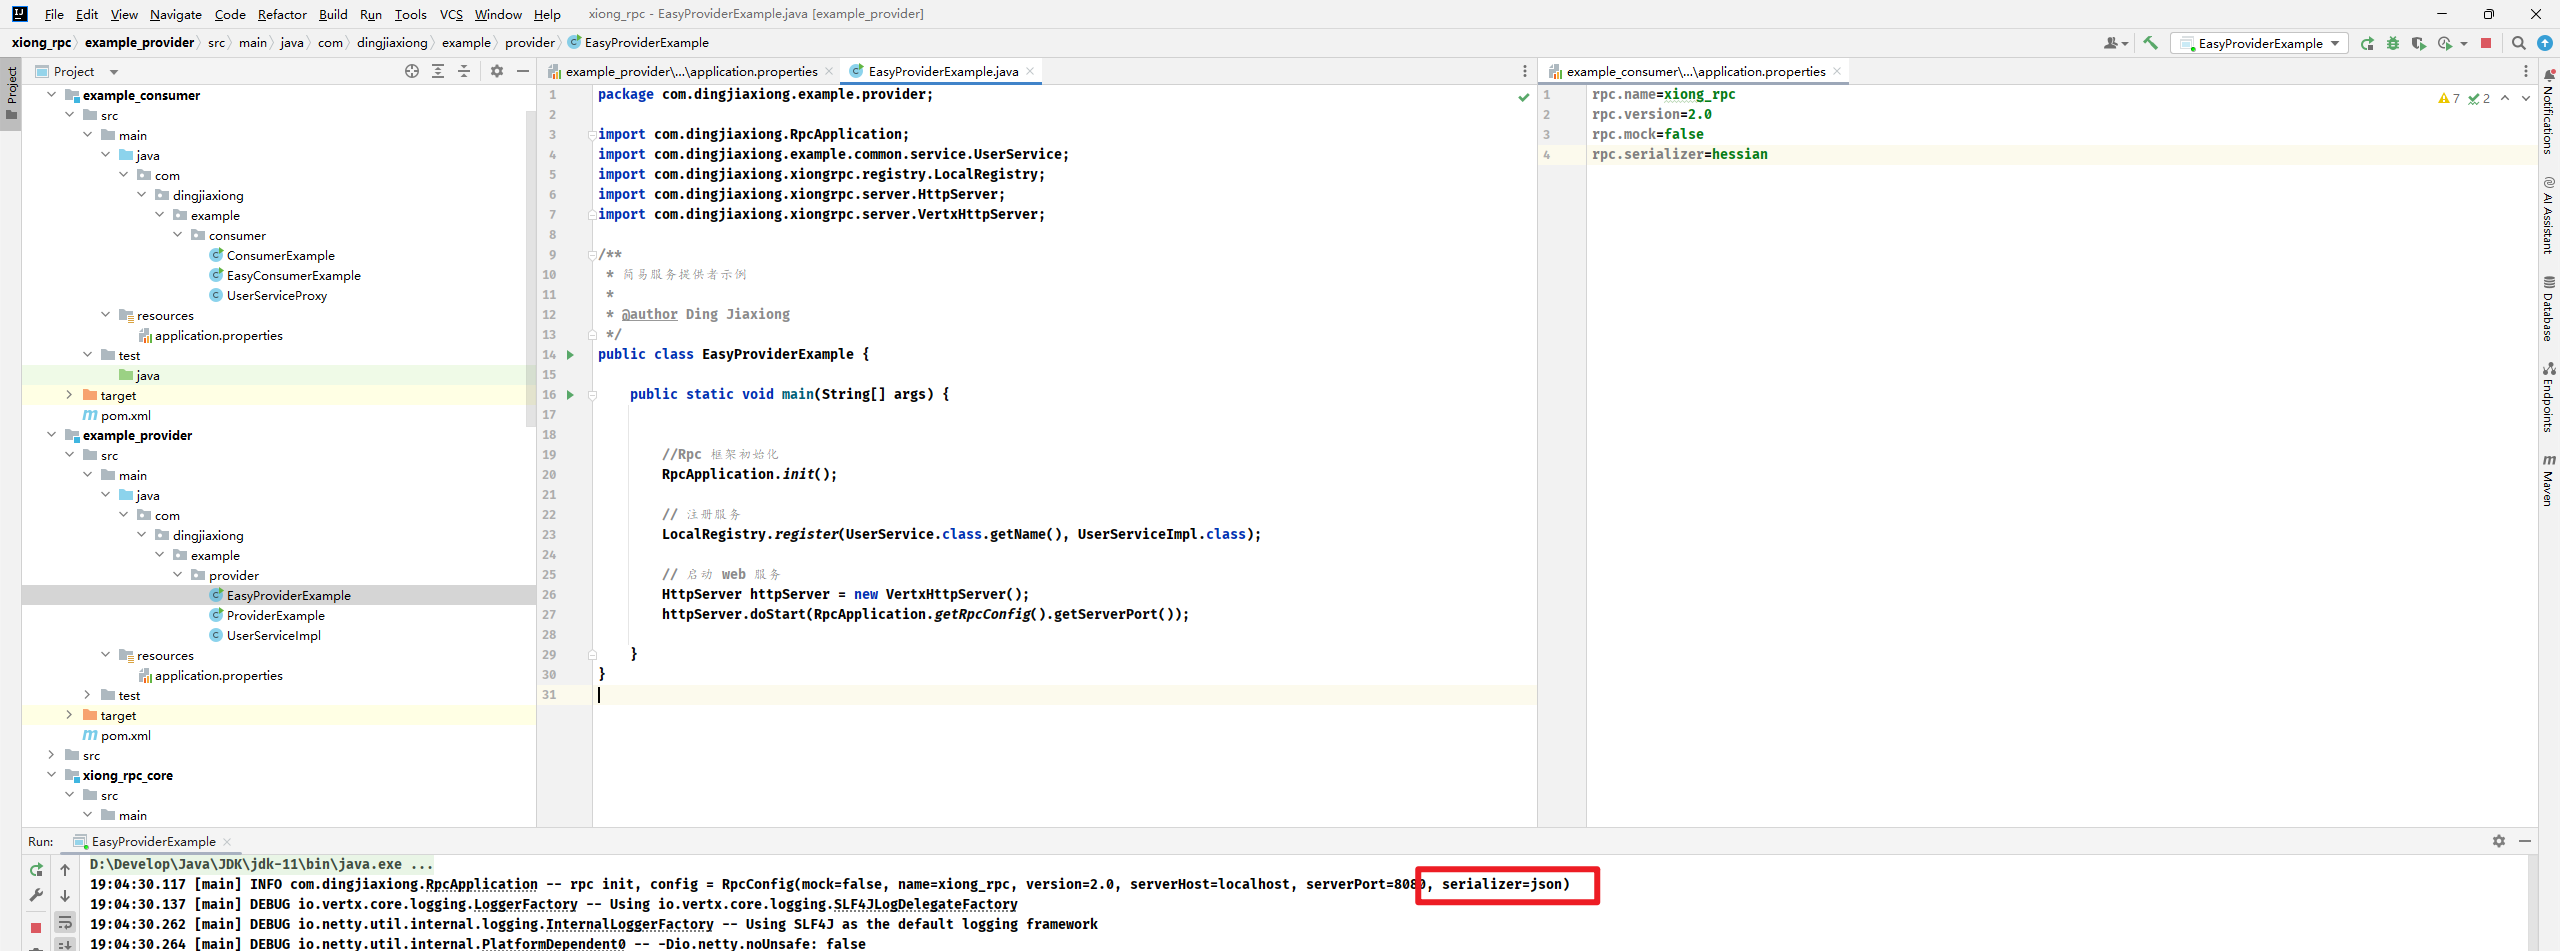 File Edit View Navigate Code Refactor Build Run Tools VCS Window Help xiong_rpc - EasyProviderExample.java [example_provider]
xiong_rpc example_provider src main java com dingjiaxiong example provider EasyProviderExample
EasyProviderExample
Project
Project
example_consumer
src
main
java
com
dingjiaxiong
example
consumer
ConsumerExample
EasyConsumerExample
UserServiceProxy
resources
application.properties
test
java
target
pom.xml
example_provider
src
main
java
com
dingjiaxiong
example
provider
EasyProviderExample
ProviderExample
UserServiceImpl
resources
application.properties
test
target
pom.xml
src
xiong_rpc_core
src
main
example_provider\...\application.properties
EasyProviderExample.java
1 package com.dingjiaxiong.example.provider;
2
3 import com.dingjiaxiong.RpcApplication;
4 import com.dingjiaxiong.example.common.service.UserService;
5 import com.dingjiaxiong.xiongrpc.registry.LocalRegistry;
6 import com.dingjiaxiong.xiongrpc.server.HttpServer;
7 import com.dingjiaxiong.xiongrpc.server.VertxHttpServer;
8
9 /**
10 * 简易服务提供者示例
11 *
12 * @author Ding Jiaxiong
13 */
14 public class EasyProviderExample {
15
16 public static void main(String[] args) {
17
18
19 //Rpc 框架初始化
20 RpcApplication.init();
21
22 // 注册服务
23 LocalRegistry.register(UserService.class.getName(), UserServiceImpl.class);
24
25 // 启动 web 服务
26 HttpServer httpServer = new VertxHttpServer();
27 httpServer.doStart(RpcApplication.getRpcConfig().getServerPort());
28
29 }
30 }
31
example_consumer\...\application.properties
1 rpc.name=xiong_rpc
2 rpc.version=2.0
3 rpc.mock=false
4 rpc.serializer=hessian
7 2
Notifications
AI Assistant
Database
Endpoints
Maven
Run: EasyProviderExample
D:\Develop\Java\JDK\jdk-11\bin\java.exe ...
19:04:30.117 [main] INFO com.dingjiaxiong.RpcApplication -- rpc init, config = RpcConfig(mock=false, name=xiong_rpc, version=2.0, serverHost=localhost, serverPort=8080, serializer=json)
19:04:30.137 [main] DEBUG io.vertx.core.logging.LoggerFactory -- Using io.vertx.core.logging.SLF4JLogDelegateFactory
19:04:30.262 [main] DEBUG io.netty.util.internal.logging.InternalLoggerFactory -- Using SLF4J as the default logging framework
19:04:30.264 [main] DEBUG io.netty.util.internal.PlatformDependent0 -- -Dio.netty.noUnsafe: false